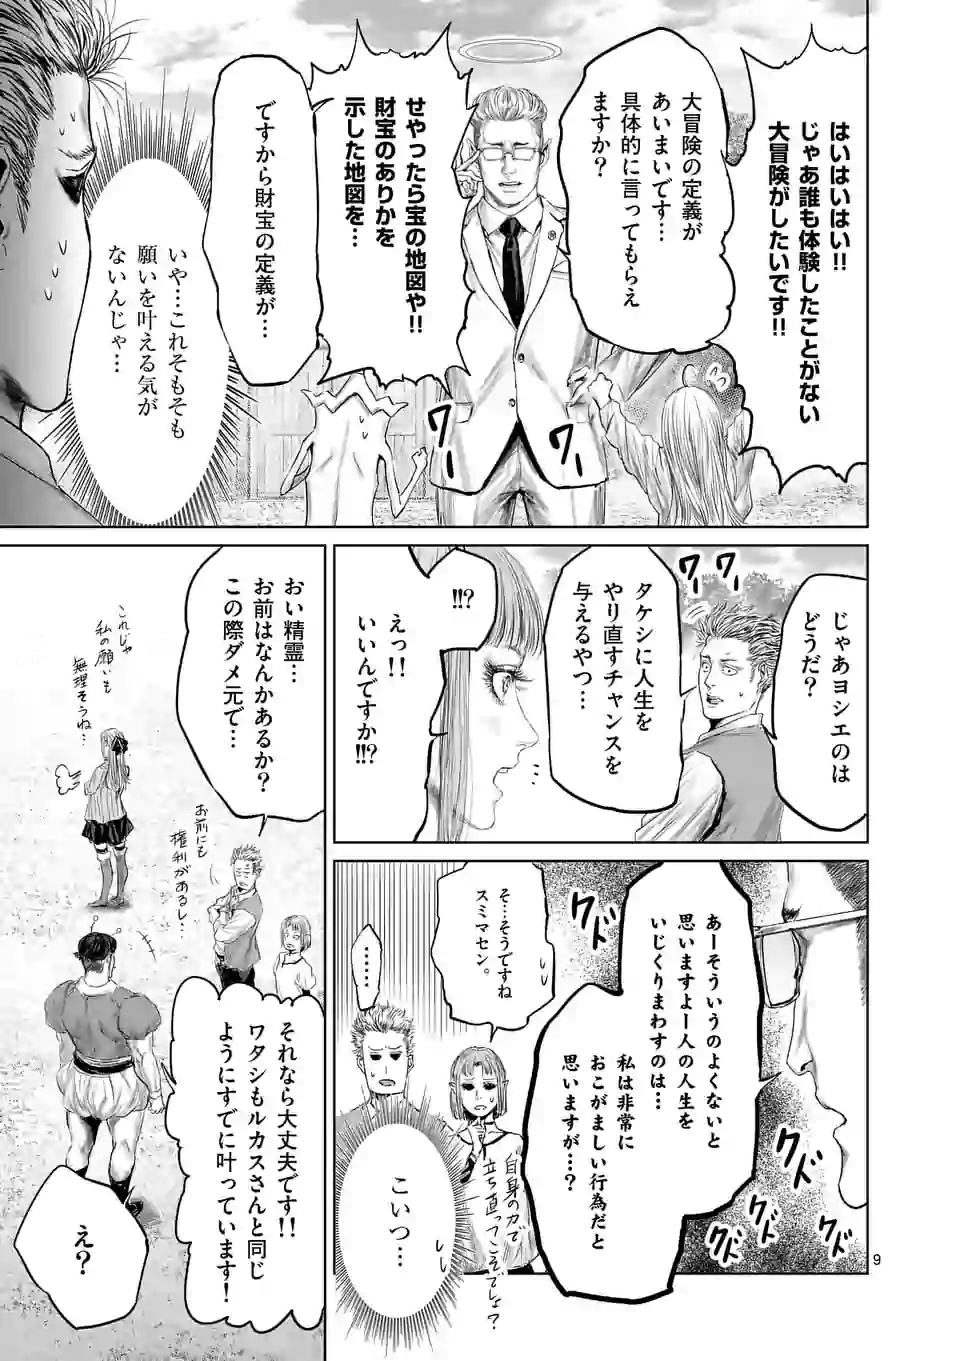 はいはいはい!!
じゃあ誰も体験したことがない
大冒険がしたいです!!
大冒険の定義が
あいまいです…
具体的に言ってもらえ
ますか?
せやったら宝の地図や!!
財宝のありかを
示した地図を…
ですから財宝の定義が…
いや…これそもそも
願いを叶える気が
ないんじゃ…
ワイ
ワイ
じゃあヨシエのは
どうだ?
ワイ
ワイ
タケシに人生を
やり直すチャンスを
与えるやつ…
!!?
えっ!!
いいんですか!!?
あーそういうのよくないと
思いますよー人の人生を
いじくりまわすのは…
私は非常に
おこがましい行為だと
思いますが…?
クドクド
クド
クド
クド
そ…そうですね
スミマセン。
……
自身の力で
立ち直ってこそでしょ?
こいつ…
おい精霊…
お前はなんかあるか?
この際ダメ元で…
これじゃ
私の願いも
無理そうね…
お前にも
権利があるし…
それなら大丈夫です!!
ワタシもルカスさんと同じ
ようにすでに叶っています!
え?
9